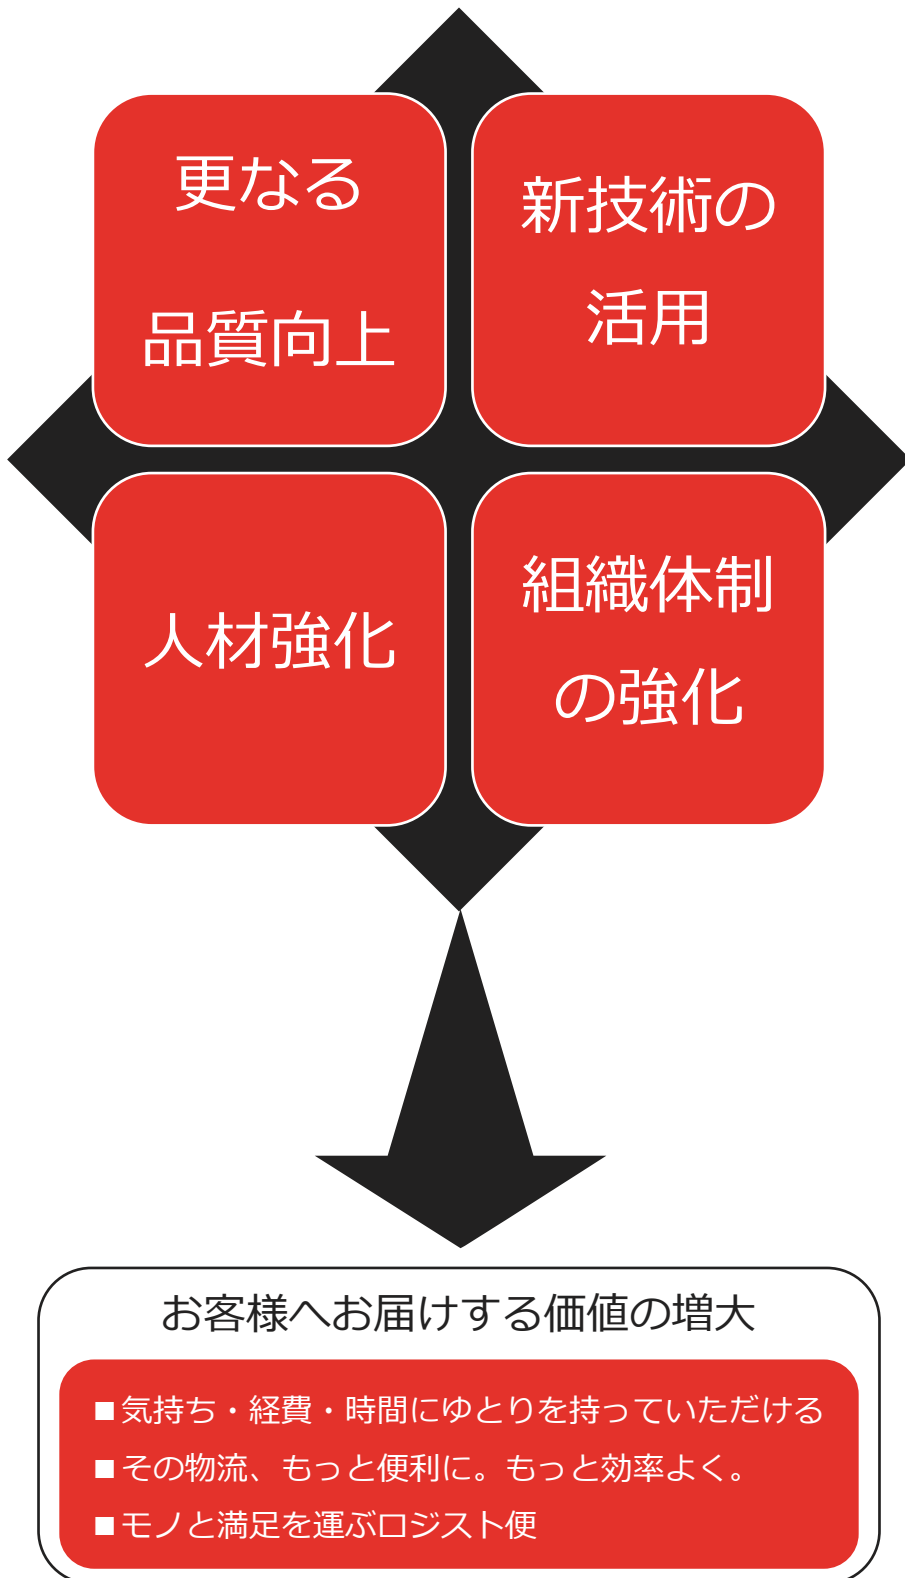 更なる
品質向上
新技術の
活用
人材強化
組織体制
の強化
お客様へお届けする価値の増大
■気持ち・経費・時間にゆとりを持っていただける
■その物流、もっと便利に。もっと効率よく。
■モノと満足を運ぶロジスト便